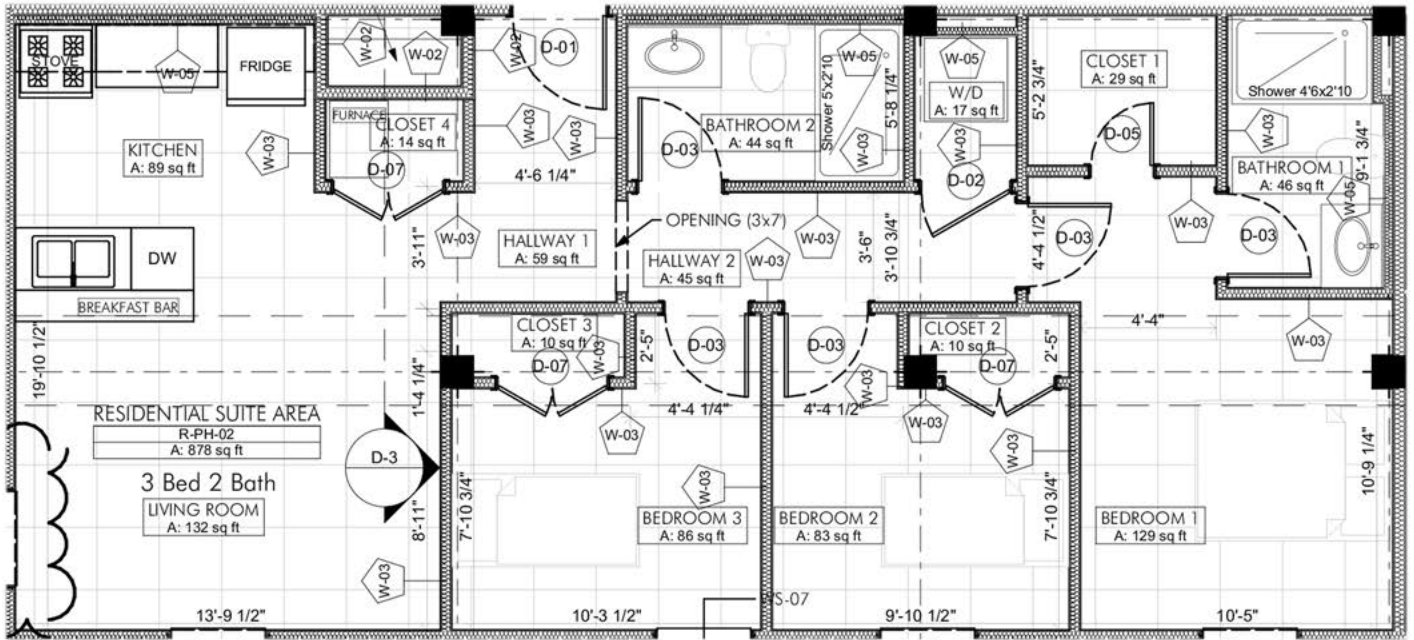 STOVE
W-05
FRIDGE
KITCHEN
A: 89 sq ft
W-03
W-02
W-02
W-02
D-01
FURNACE
CLOSET 4
A: 14 sq ft
D-07
W-03
W-03
4'-6 1/4"
BATHROOM 2
A: 44 sq ft
D-03
Shower 5'x2'10
W-05
W-03
5'-8 1/4"
W-05
W/D
A: 17 sq ft
W-03
D-02
5'-2 3/4"
CLOSET 1
A: 29 sq ft
D-05
Shower 4'6x2'10
W-03
BATHROOM 1
A: 46 sq ft
9'-1 3/4"
W-05
D-03
W-03
DW
BREAKFAST BAR
3'-11"
W-03
HALLWAY 1
A: 59 sq ft
OPENING (3x7)
HALLWAY 2
A: 45 sq ft
W-03
W-03
3'-6"
3'-10 3/4"
4'-4 1/2"
D-03
4'-4"
W-03
19'-10 1/2"
1'-4 1/4"
CLOSET 3
A: 10 sq ft
W-03
D-07
2'-5"
D-03
4'-4 1/4"
W-03
D-03
W-03
4'-4 1/2"
CLOSET 2
A: 10 sq ft
D-07
2'-5"
W-03
W-03
RESIDENTIAL SUITE AREA
R-PH-02
A: 878 sq ft
3 Bed 2 Bath
LIVING ROOM
A: 132 sq ft
D-3
8'-11"
7'-10 3/4"
W-03
W-03
BEDROOM 3
A: 86 sq ft
BEDROOM 2
A: 83 sq ft
7'-10 3/4"
BEDROOM 1
A: 129 sq ft
10'-9 1/4"
WS-07
13'-9 1/2"
10'-3 1/2"
9'-10 1/2"
10'-5"